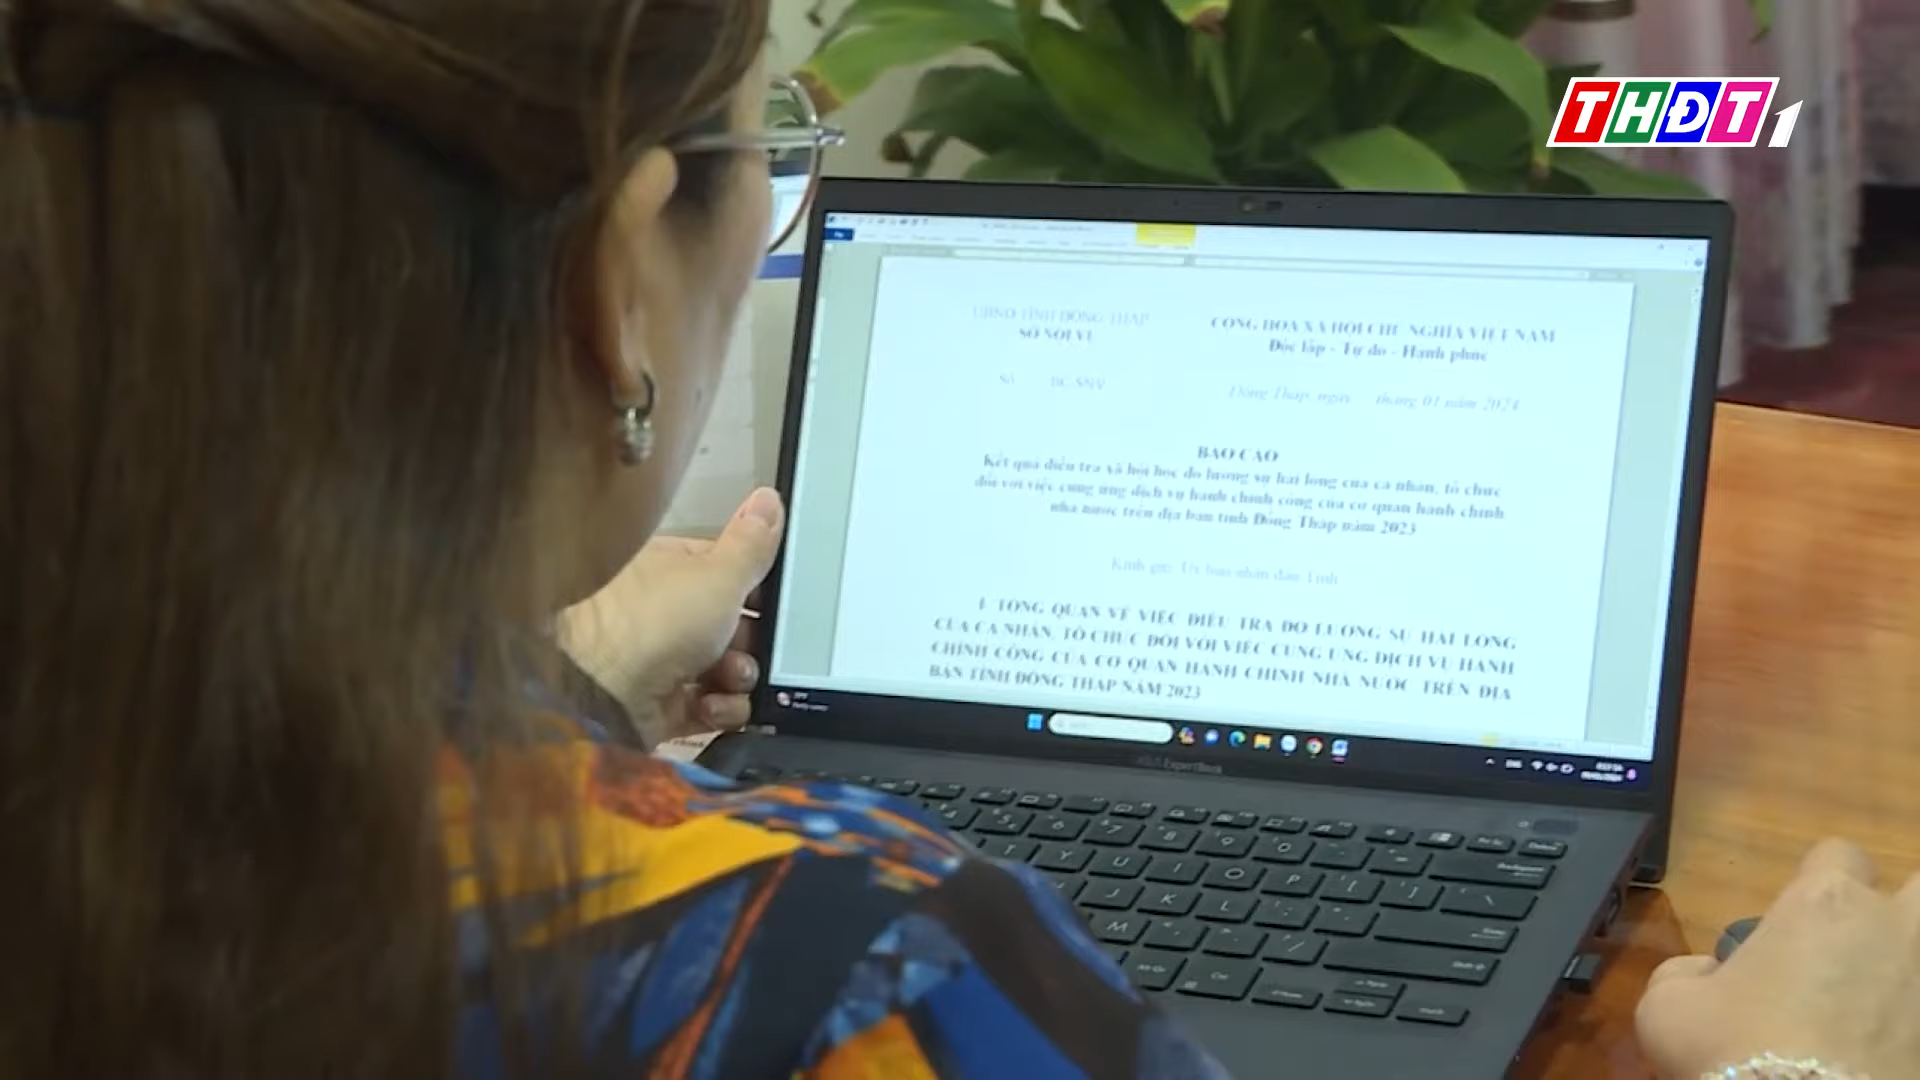 THĐT1
UBND TỈNH ĐỒNG THÁP
SỞ NỘI VỤ
CỘNG HÒA XÃ HỘI CHỦ NGHĨA VIỆT NAM
Độc lập - Tự do - Hạnh phúc
Số BC-SNV
Đồng Tháp, ngày tháng 01 năm 2024
BÁO CÁO
Kết quả điều tra xã hội học đo lường sự hài lòng của cá nhân, tổ chức
đối với việc cung ứng dịch vụ hành chính công của cơ quan hành chính
nhà nước trên địa bàn tỉnh Đồng Tháp năm 2023
Kính gửi: Ủy ban nhân dân Tỉnh
I. TỔNG QUAN VỀ VIỆC ĐIỀU TRA ĐO LƯỜNG SỰ HÀI LÒNG
CỦA CÁ NHÂN, TỔ CHỨC ĐỐI VỚI VIỆC CUNG ỨNG DỊCH VỤ HÀNH
CHÍNH CÔNG CỦA CƠ QUAN HÀNH CHÍNH NHÀ NƯỚC TRÊN ĐỊA
BÀN TỈNH ĐỒNG THÁP NĂM 2023
ASUS ExpertBook